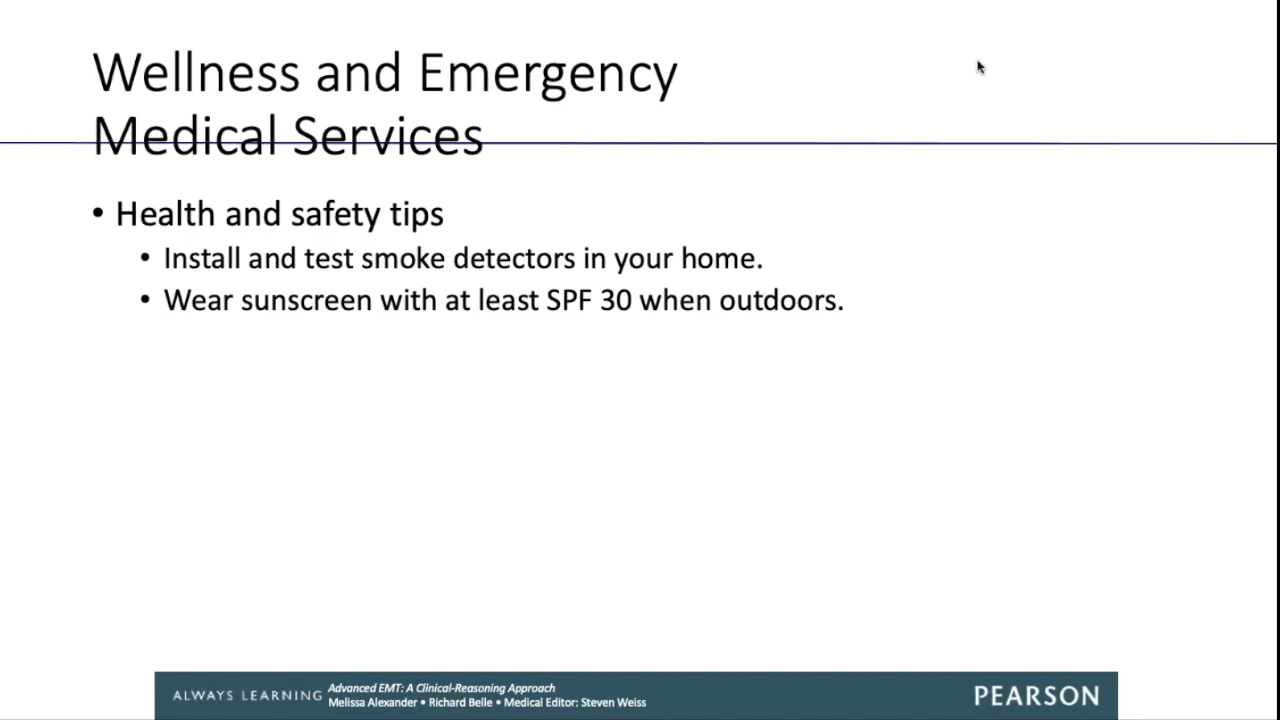 Wellness and Emergency
Medical Services
• Health and safety tips
• Install and test smoke detectors in your home.
• Wear sunscreen with at least SPF 30 when outdoors.
ALWAYS LEARNING
Advanced EMT: A Clinical-Reasoning Approach
Melissa Alexander • Richard Belle • Medical Editor: Steven Weiss
PEARSON